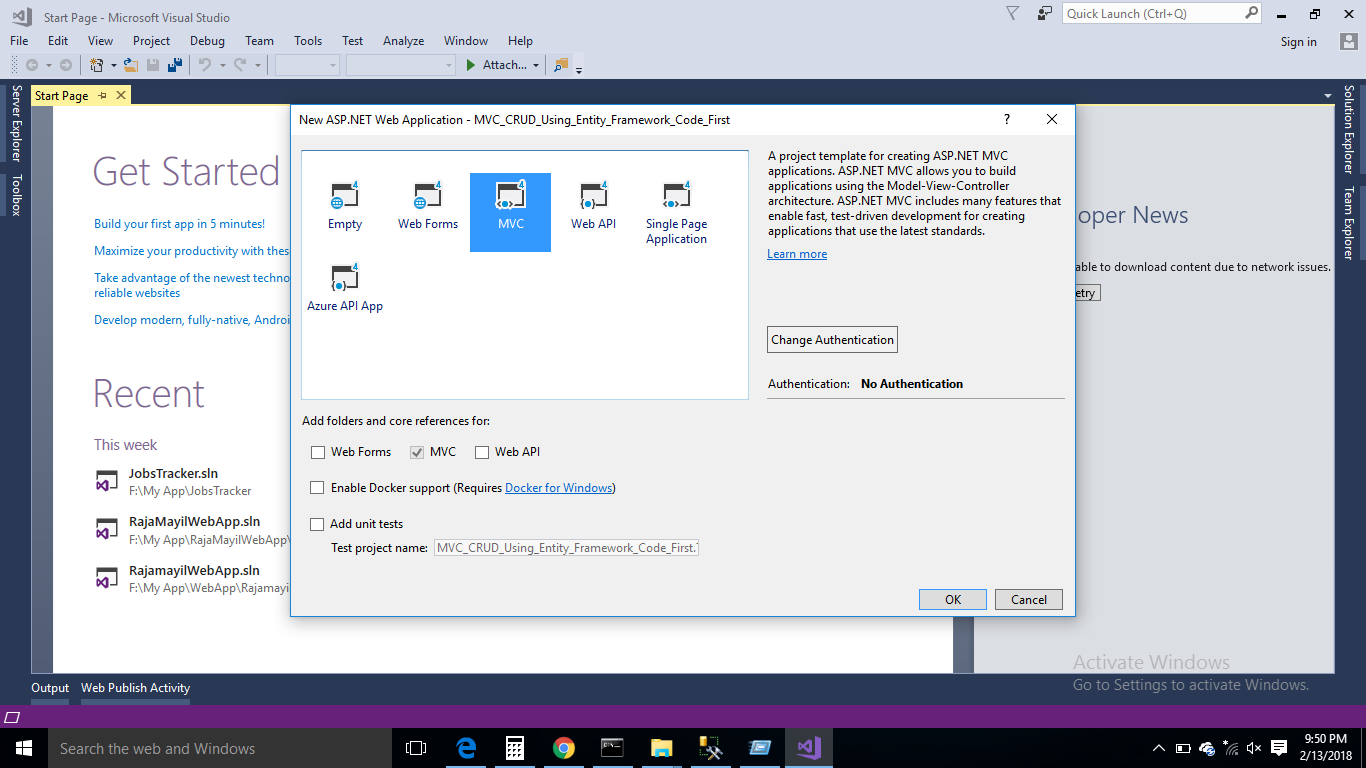 Start Page - Microsoft Visual Studio
Quick Launch (Ctrl+Q)
File Edit View Project Debug Team Tools Test Analyze Window Help
Sign in
Attach...
Server Explorer
Toolbox
Start Page
Solution Explorer
Team Explorer
Get Started
Build your first app in 5 minutes!
Maximize your productivity with thes
Take advantage of the newest techno
reliable websites
Develop modern, fully-native, Androi
Recent
This week
JobsTracker.sln
F:\My App\JobsTracker
RajaMayilWebApp.sln
F:\My App\RajaMayilWebApp\
RajamayilWebApp.sln
F:\My App\WebApp\Rajamayi
New ASP.NET Web Application - MVC_CRUD_Using_Entity_Framework_Code_First
?
4 4 4 4 4
Empty Web Forms MVC Web API Single Page
Application
4
Azure API App
A project template for creating ASP.NET MVC
applications. ASP.NET MVC allows you to build
applications using the Model-View-Controller
architecture. ASP.NET MVC includes many features that
enable fast, test-driven development for creating
applications that use the latest standards.
Learn more
Change Authentication
Authentication: No Authentication
Add folders and core references for:
Web Forms MVC Web API
Enable Docker support (Requires Docker for Windows)
Add unit tests
Test project name: MVC_CRUD_Using_Entity_Framework_Code_First.
OK Cancel
oper News
able to download content due to network issues.
etry
Activate Windows
Go to Settings to activate Windows.
Output Web Publish Activity
Search the web and Windows
9:50 PM
2/13/2018